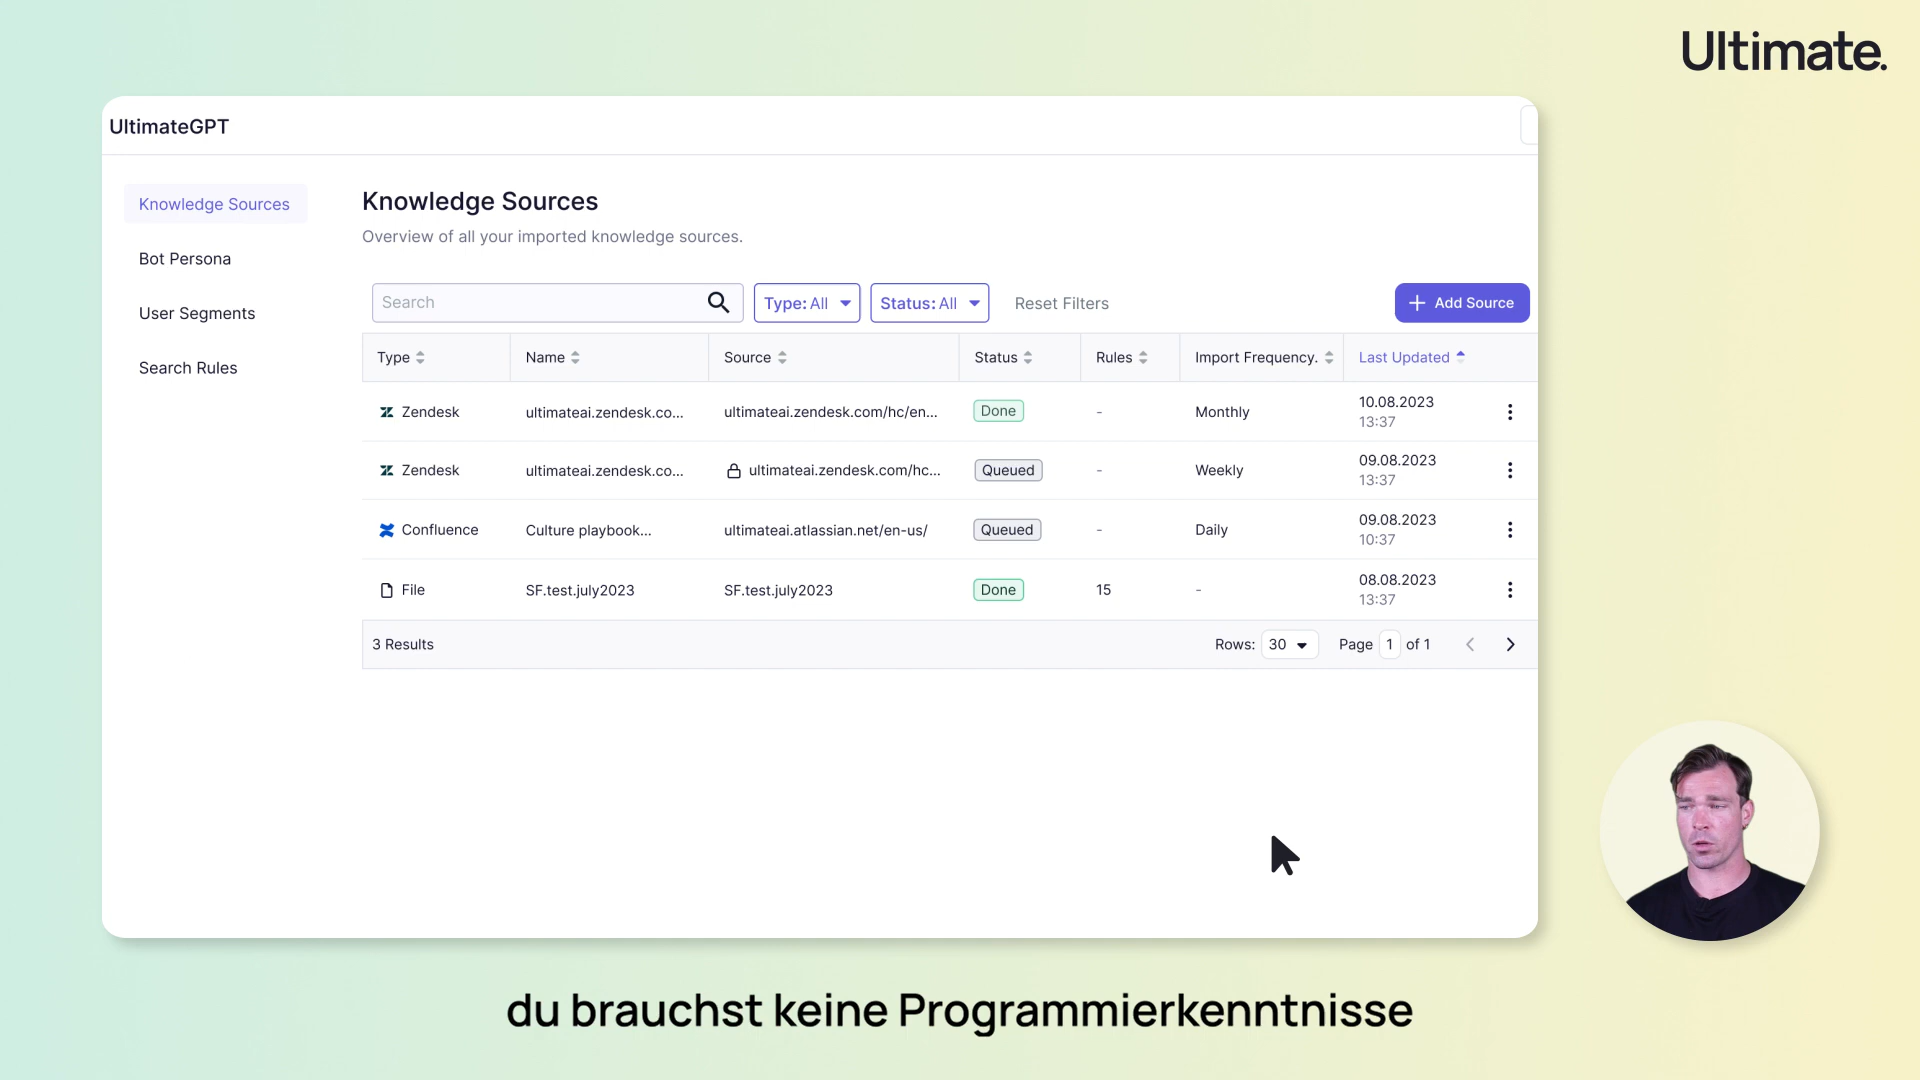 Ultimate.
UltimateGPT
Knowledge Sources
Bot Persona
User Segments
Search Rules
Knowledge Sources
Overview of all your imported knowledge sources.
Search Type: All Status: All Reset Filters + Add Source
Type Name Source Status Rules Import Frequency. Last Updated
Zendesk ultimateai.zendesk.co... ultimateai.zendesk.com/hc/en... Done - Monthly 10.08.2023
13:37
Zendesk ultimateai.zendesk.co... ultimateai.zendesk.com/hc... Queued - Weekly 09.08.2023
13:37
Confluence Culture playbook... ultimateai.atlassian.net/en-us/ Queued - Daily 09.08.2023
10:37
File SF.test.july2023 SF.test.july2023 Done 15 - 08.08.2023
13:37
3 Results Rows: 30 Page 1 of 1
du brauchst keine Programmierkenntnisse